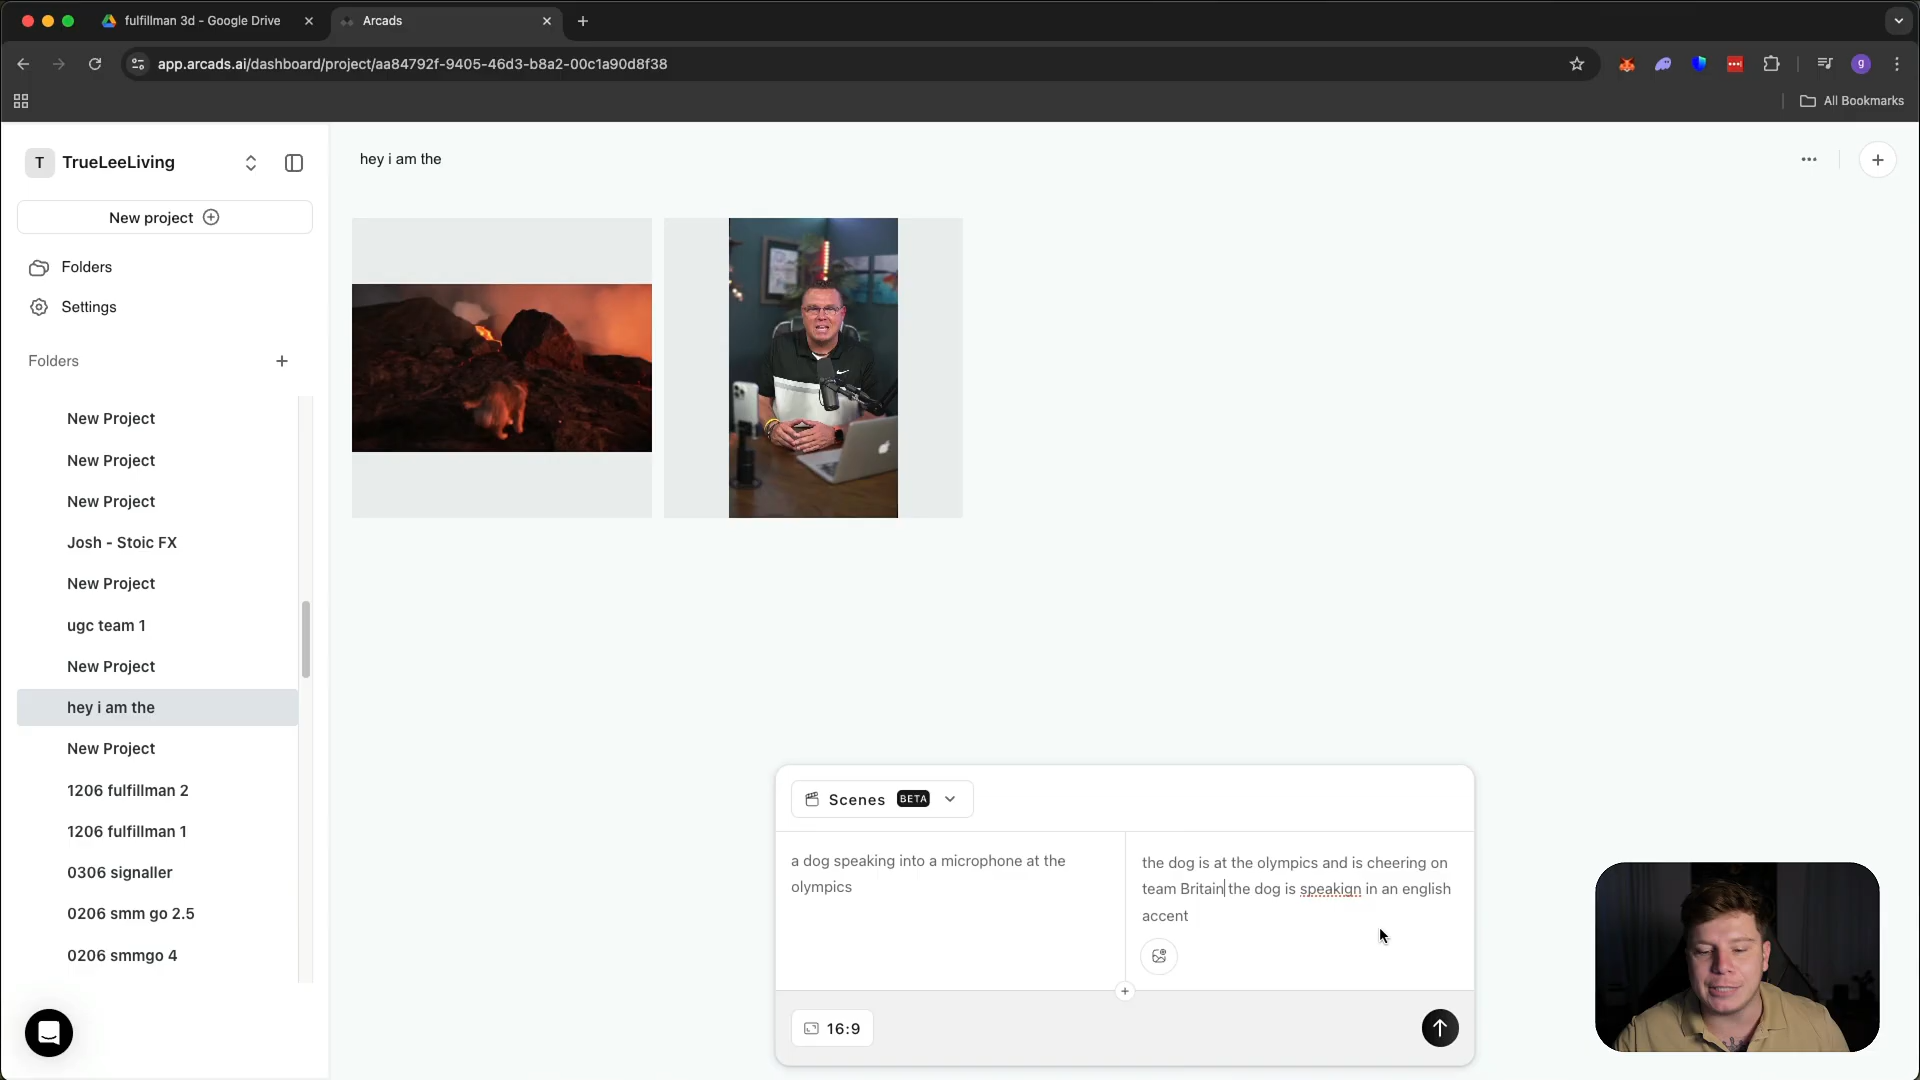 fulfillman 3d - Google Drive
Arcads
app.arcads.ai/dashboard/project/aa84792f-9405-46d3-b8a2-00c1a90d8f38
g
All Bookmarks
T TrueLeeLiving
New project
Folders
Settings
Folders
New Project
New Project
New Project
Josh - Stoic FX
New Project
ugc team 1
New Project
hey i am the
New Project
1206 fulfillman 2
1206 fulfillman 1
0306 signaller
0206 smm go 2.5
0206 smmgo 4
hey i am the
Scenes BETA
a dog speaking into a microphone at the
olympics
the dog is at the olympics and is cheering on
team Britain the dog is speakign in an english
accent
16:9